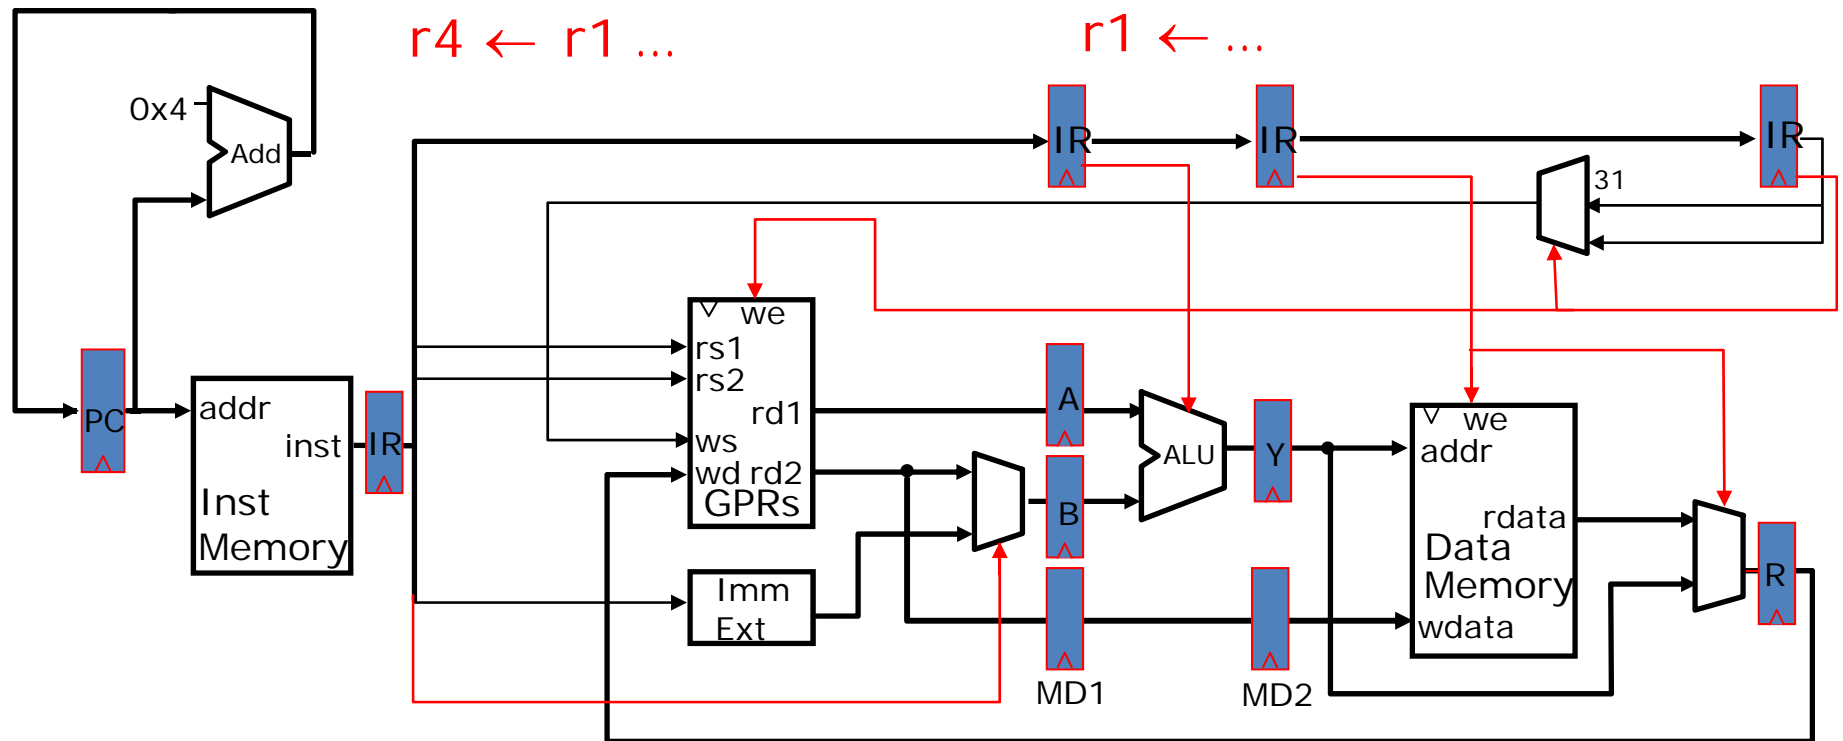 r4 ← r1 ...
r1 ← ...
0x4
Add
IR
IR
IR
31
we
rs1
rs2
rd1
ws
wd rd2
GPRs
PC
addr
inst
Inst
Memory
IR
A
B
ALU
Y
we
addr
rdata
Data
Memory
wdata
R
Imm
Ext
MD1
MD2